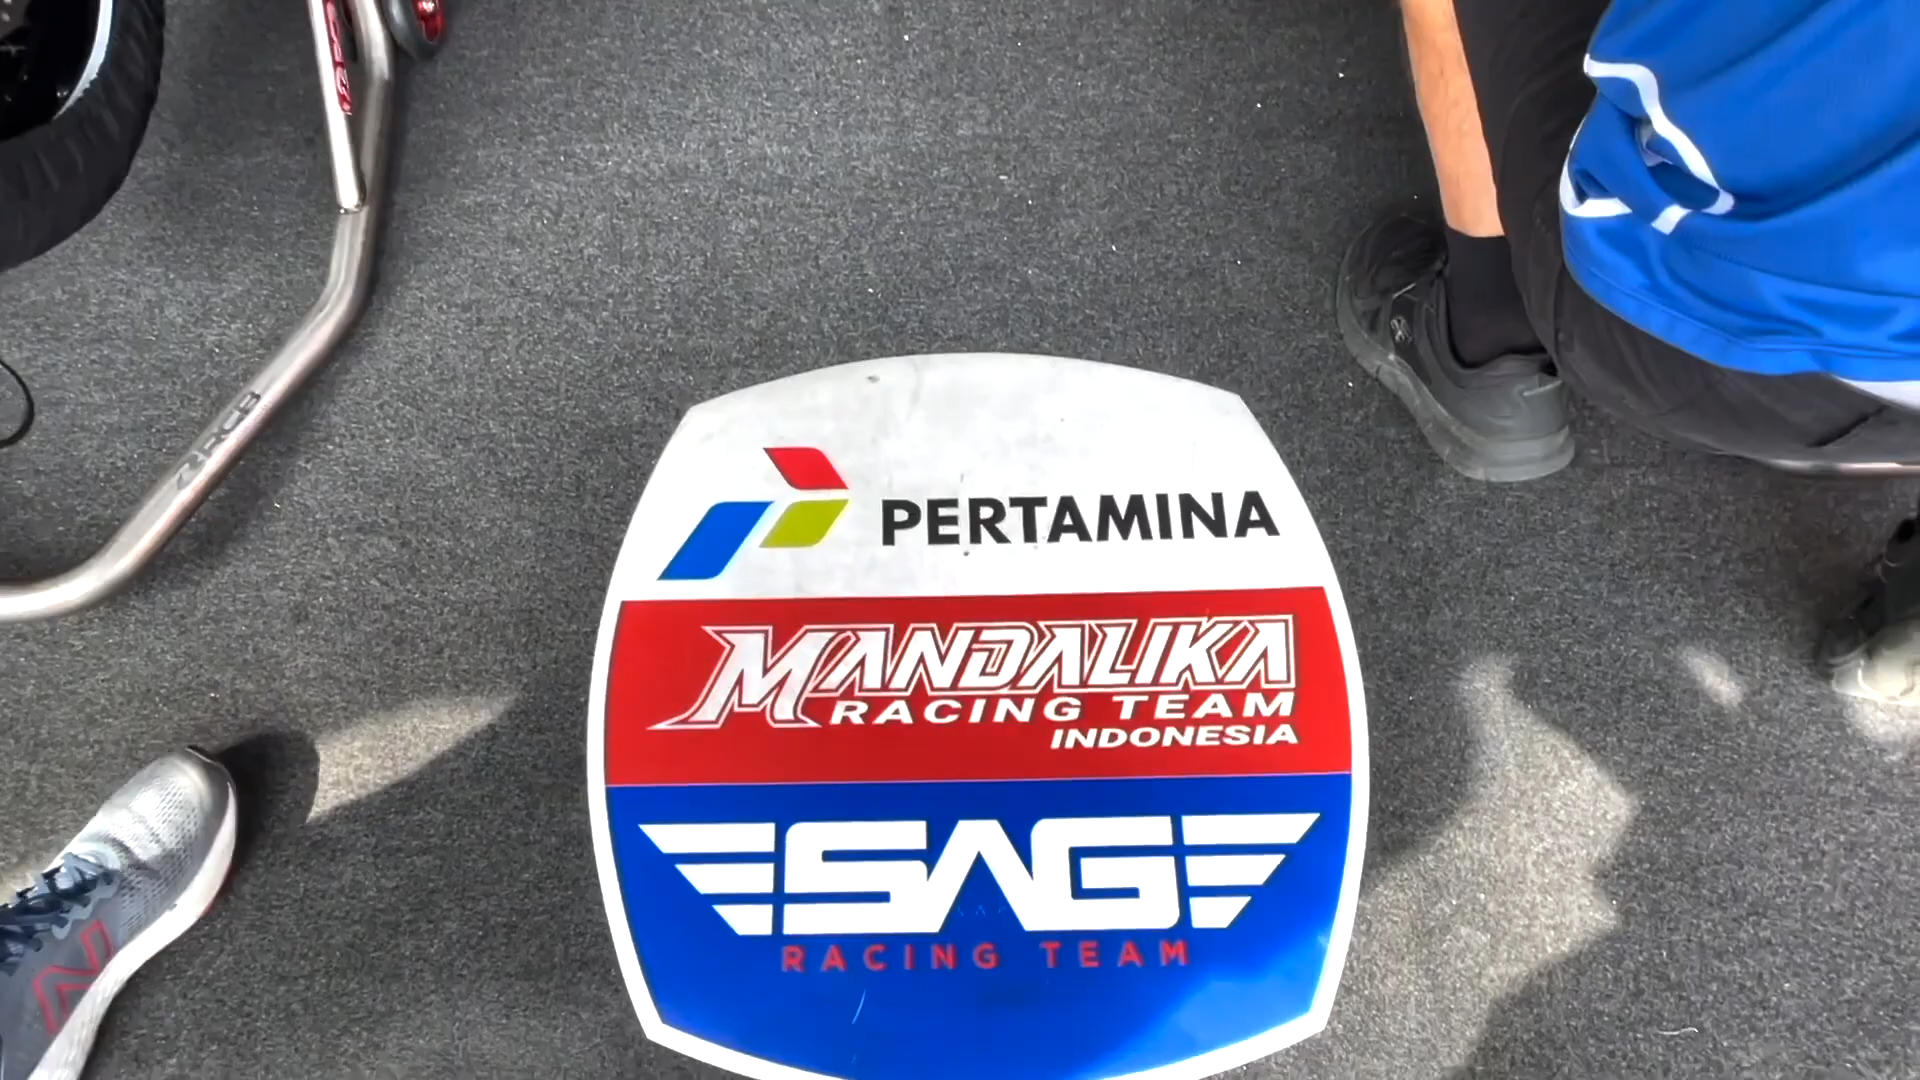 PERTAMINA
MANDALIKA
RACING TEAM
INDONESIA
SAG
RACING TEAM